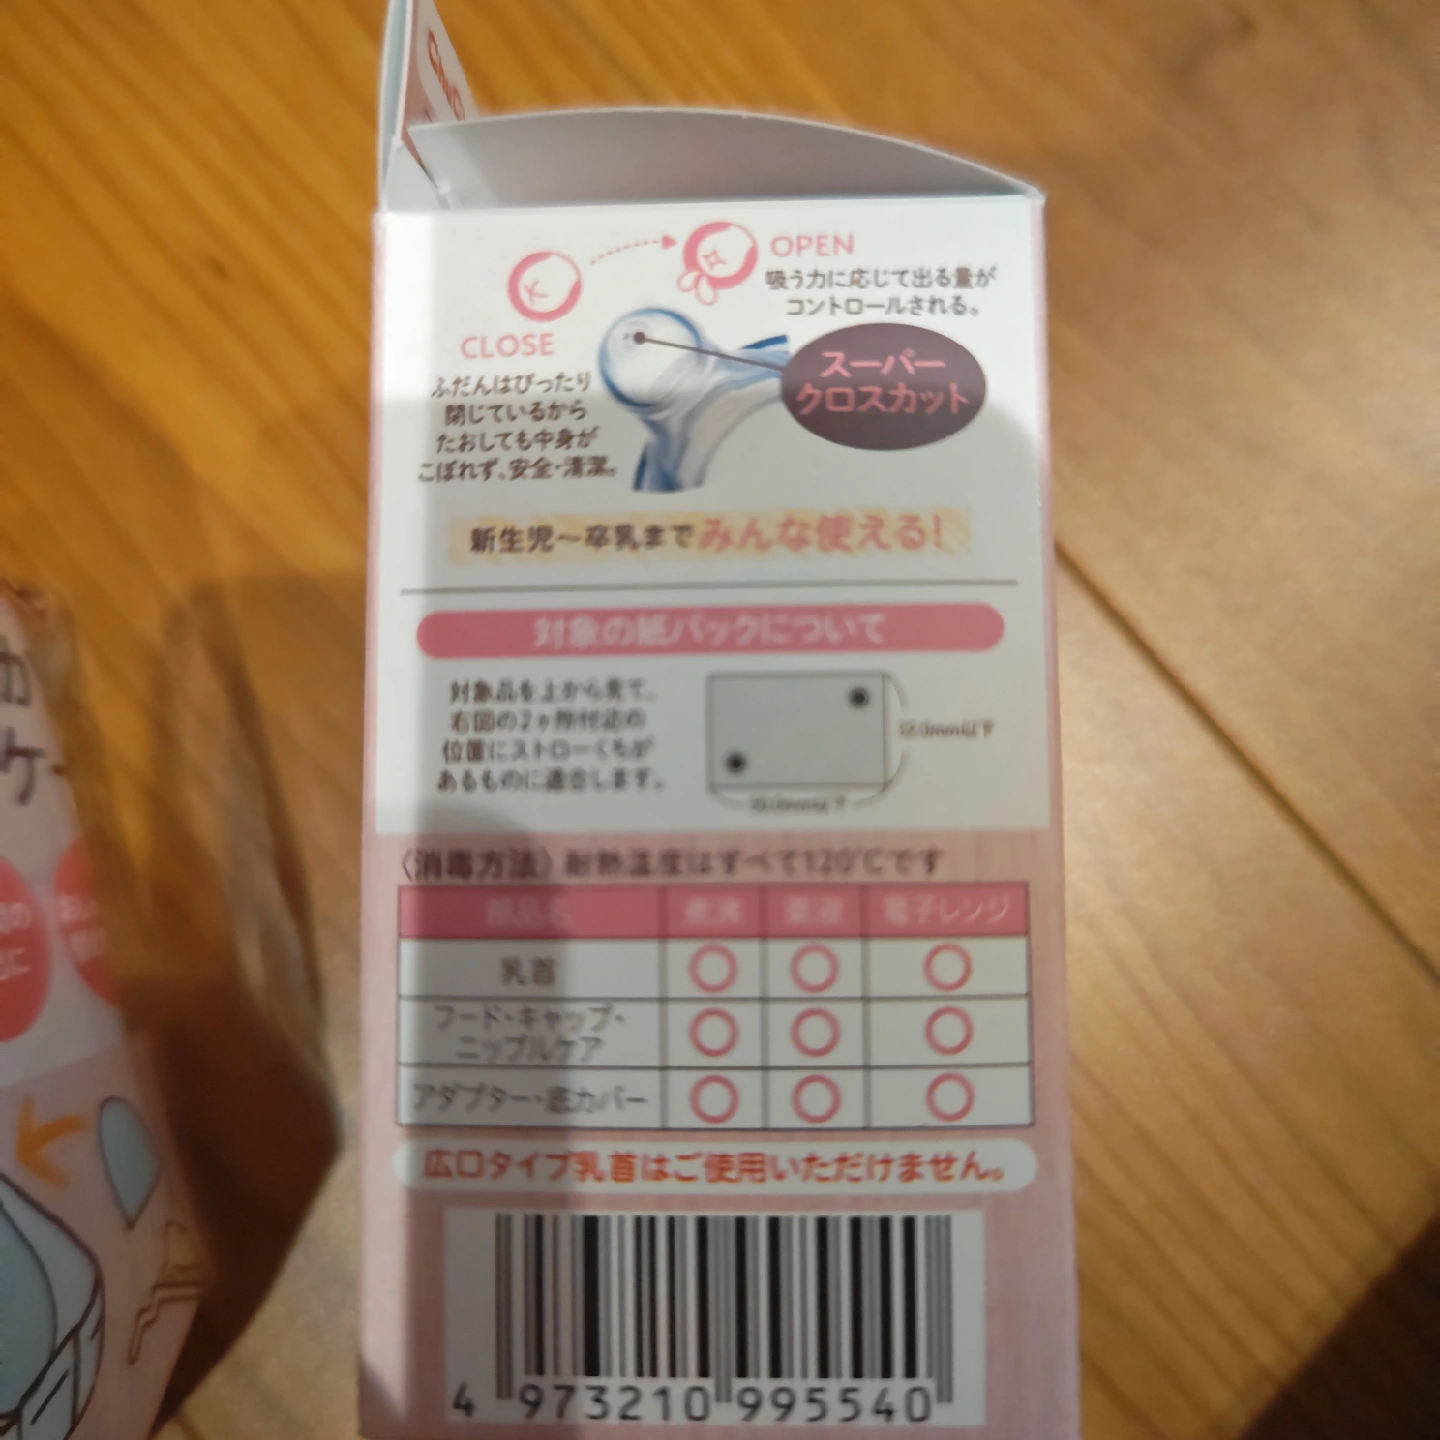 chu
OPEN
吸う力に応じて出る量が
コントロールされる。
CLOSE
ふだんはぴったり
閉じているから
たおしても中身が
こぼれず、安全・清潔。
スーパー
クロスカット
新生児～卒乳までみんな使える!
対象の紙パックについて
対象品を上から見て、
右図の2ヶ所付近の
位置にストローくちが
あるものに適合します。
〈消毒方法〉耐熱温度はすべて120℃です
部品名 煮沸 薬液 電子レンジ
乳首 ○ ○ ○
フード・キャップ・
ニップルケア ○ ○ ○
アダプター・底カバー ○ ○ ○
広口タイプ乳首はご使用いただけません。
4 973210 995540
ケー